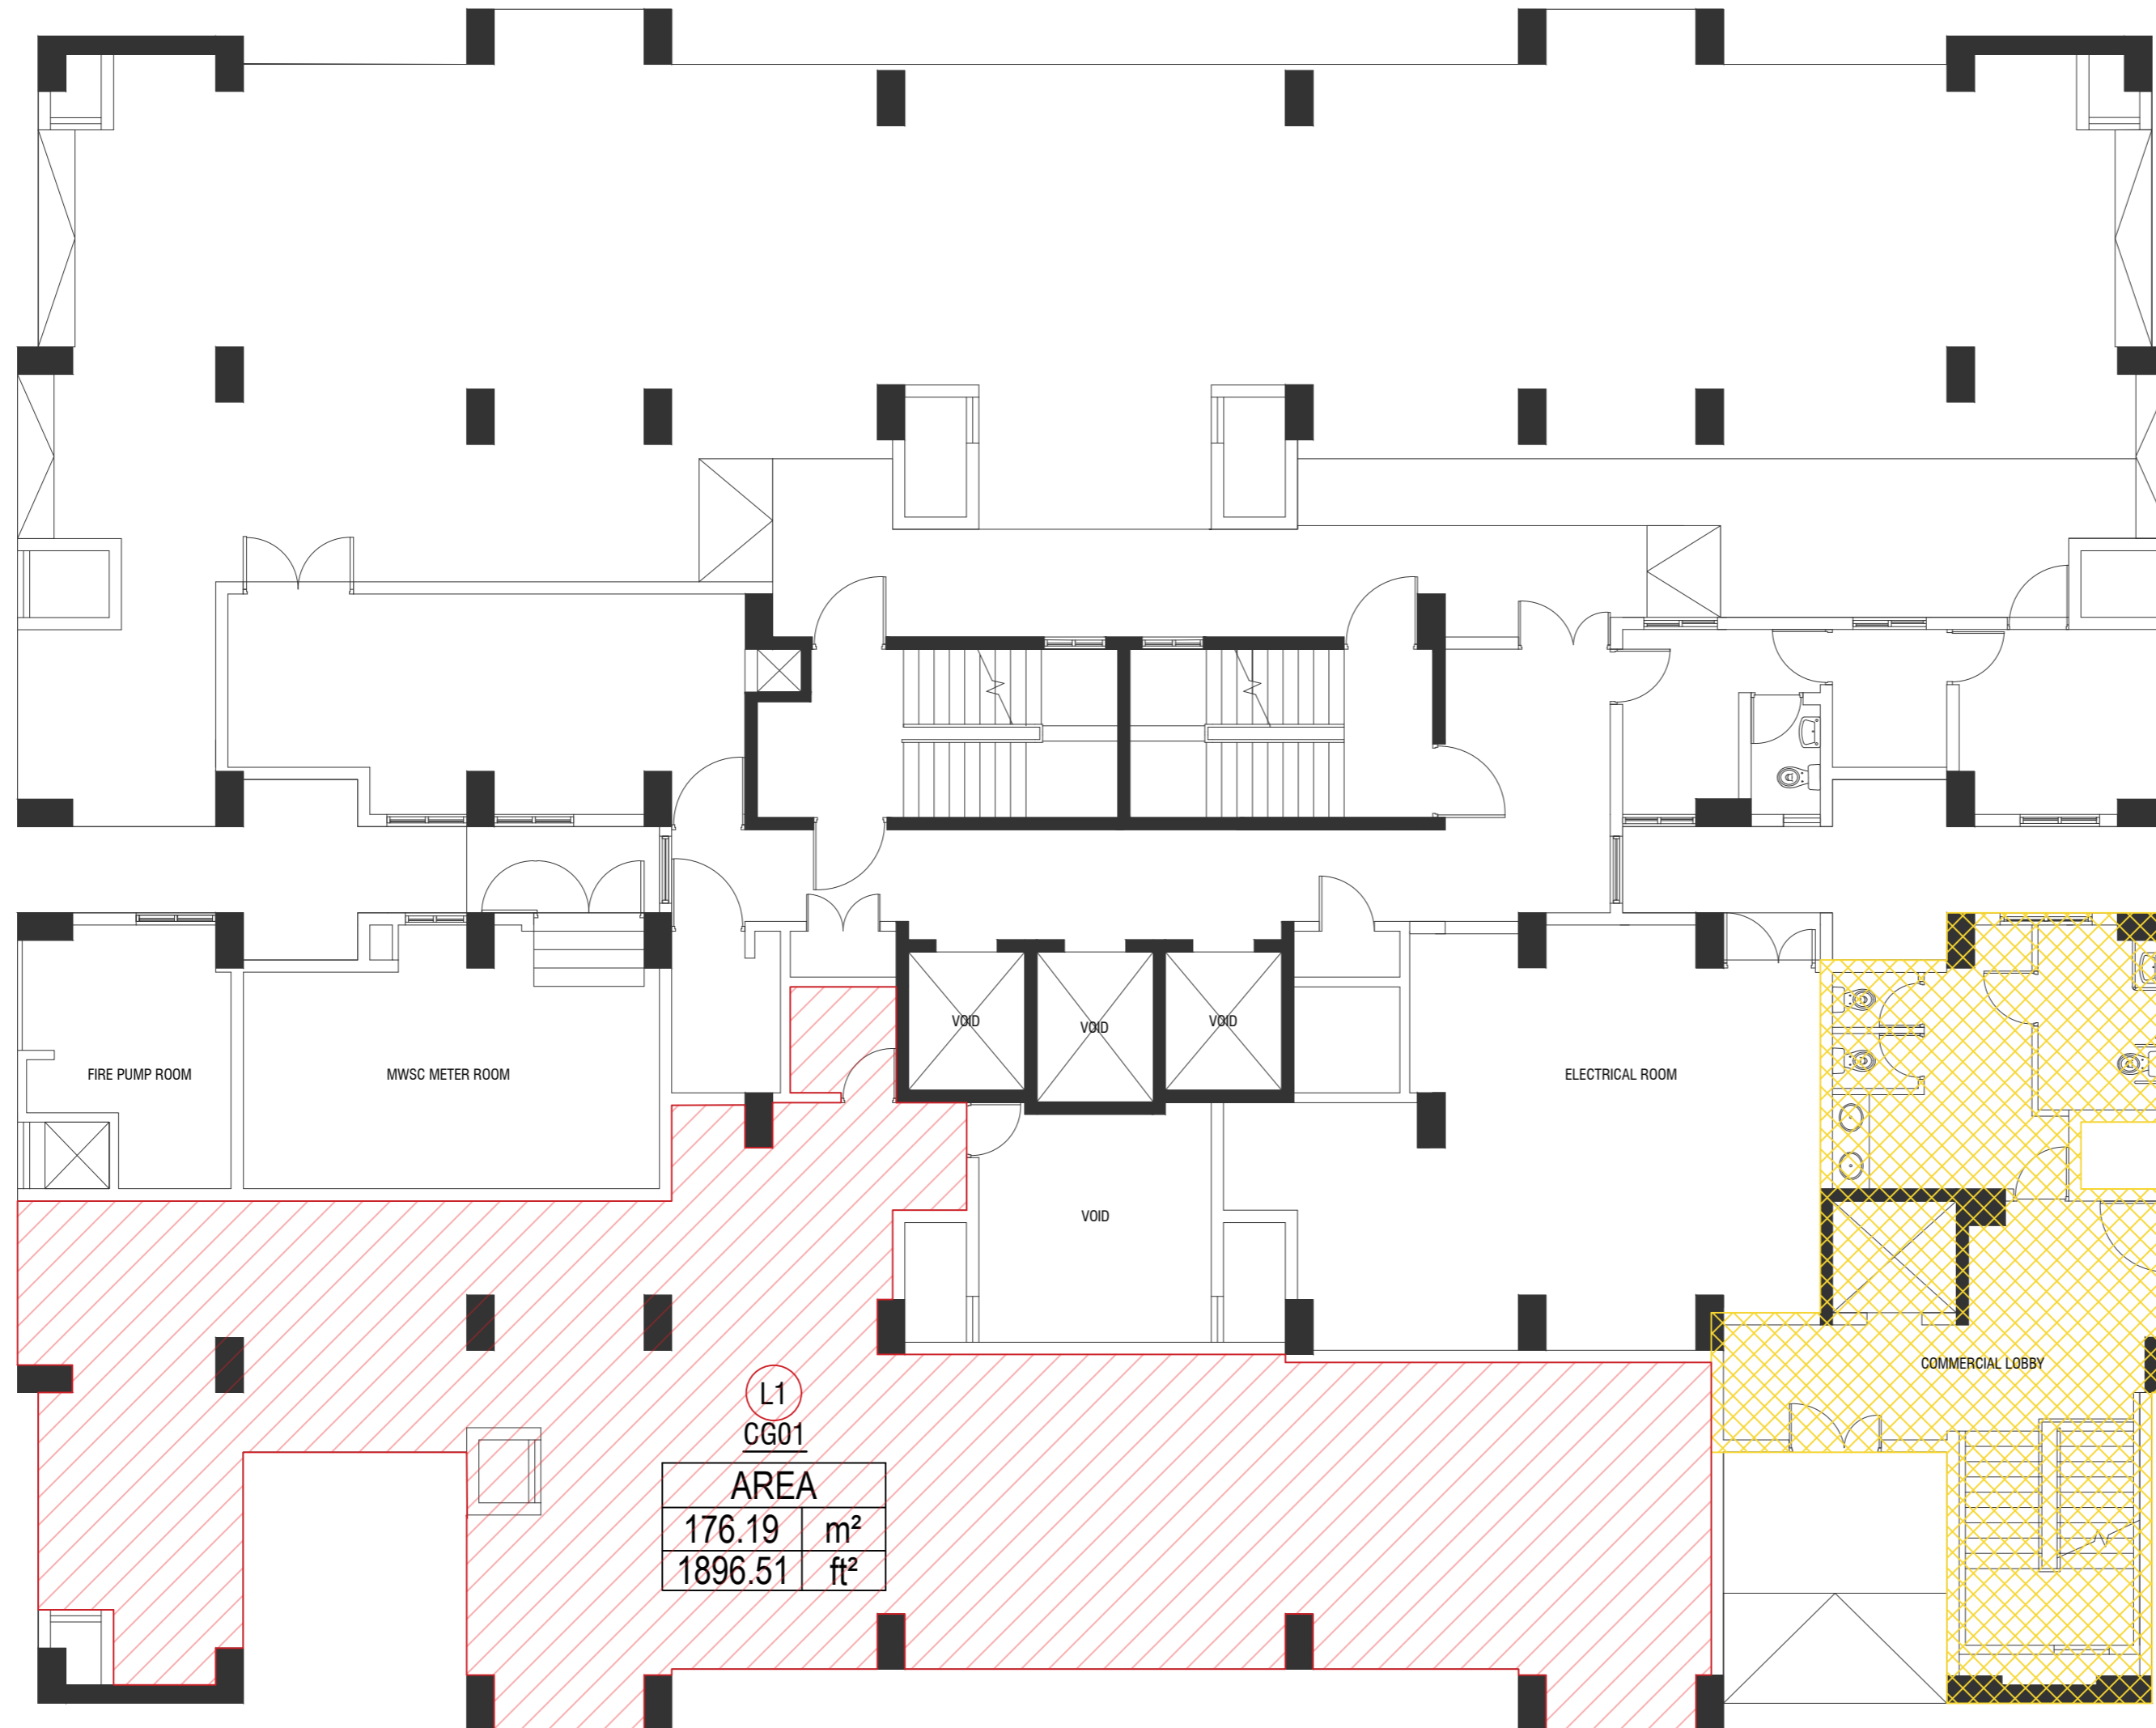 VOID
VOID
VOID
FIRE PUMP ROOM
MWSC METER ROOM
ELECTRICAL ROOM
VOID
COMMERCIAL LOBBY
L1
CG01
AREA
176.19 m²
1896.51 ft²